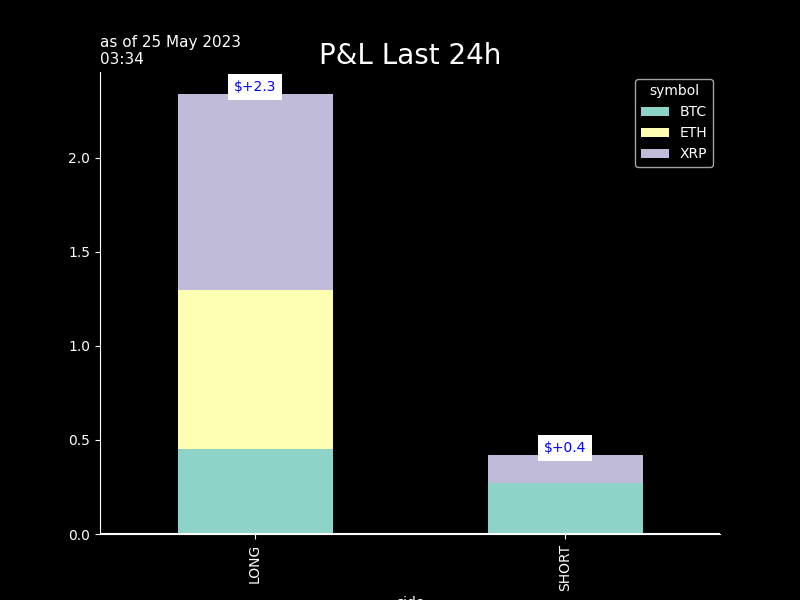 as of 25 May 2023
03:34
P&L Last 24h
$+2.3
symbol
BTC
ETH
XRP
2.0
1.5
1.0
0.5
0.0
$+0.4
LONG
SHORT